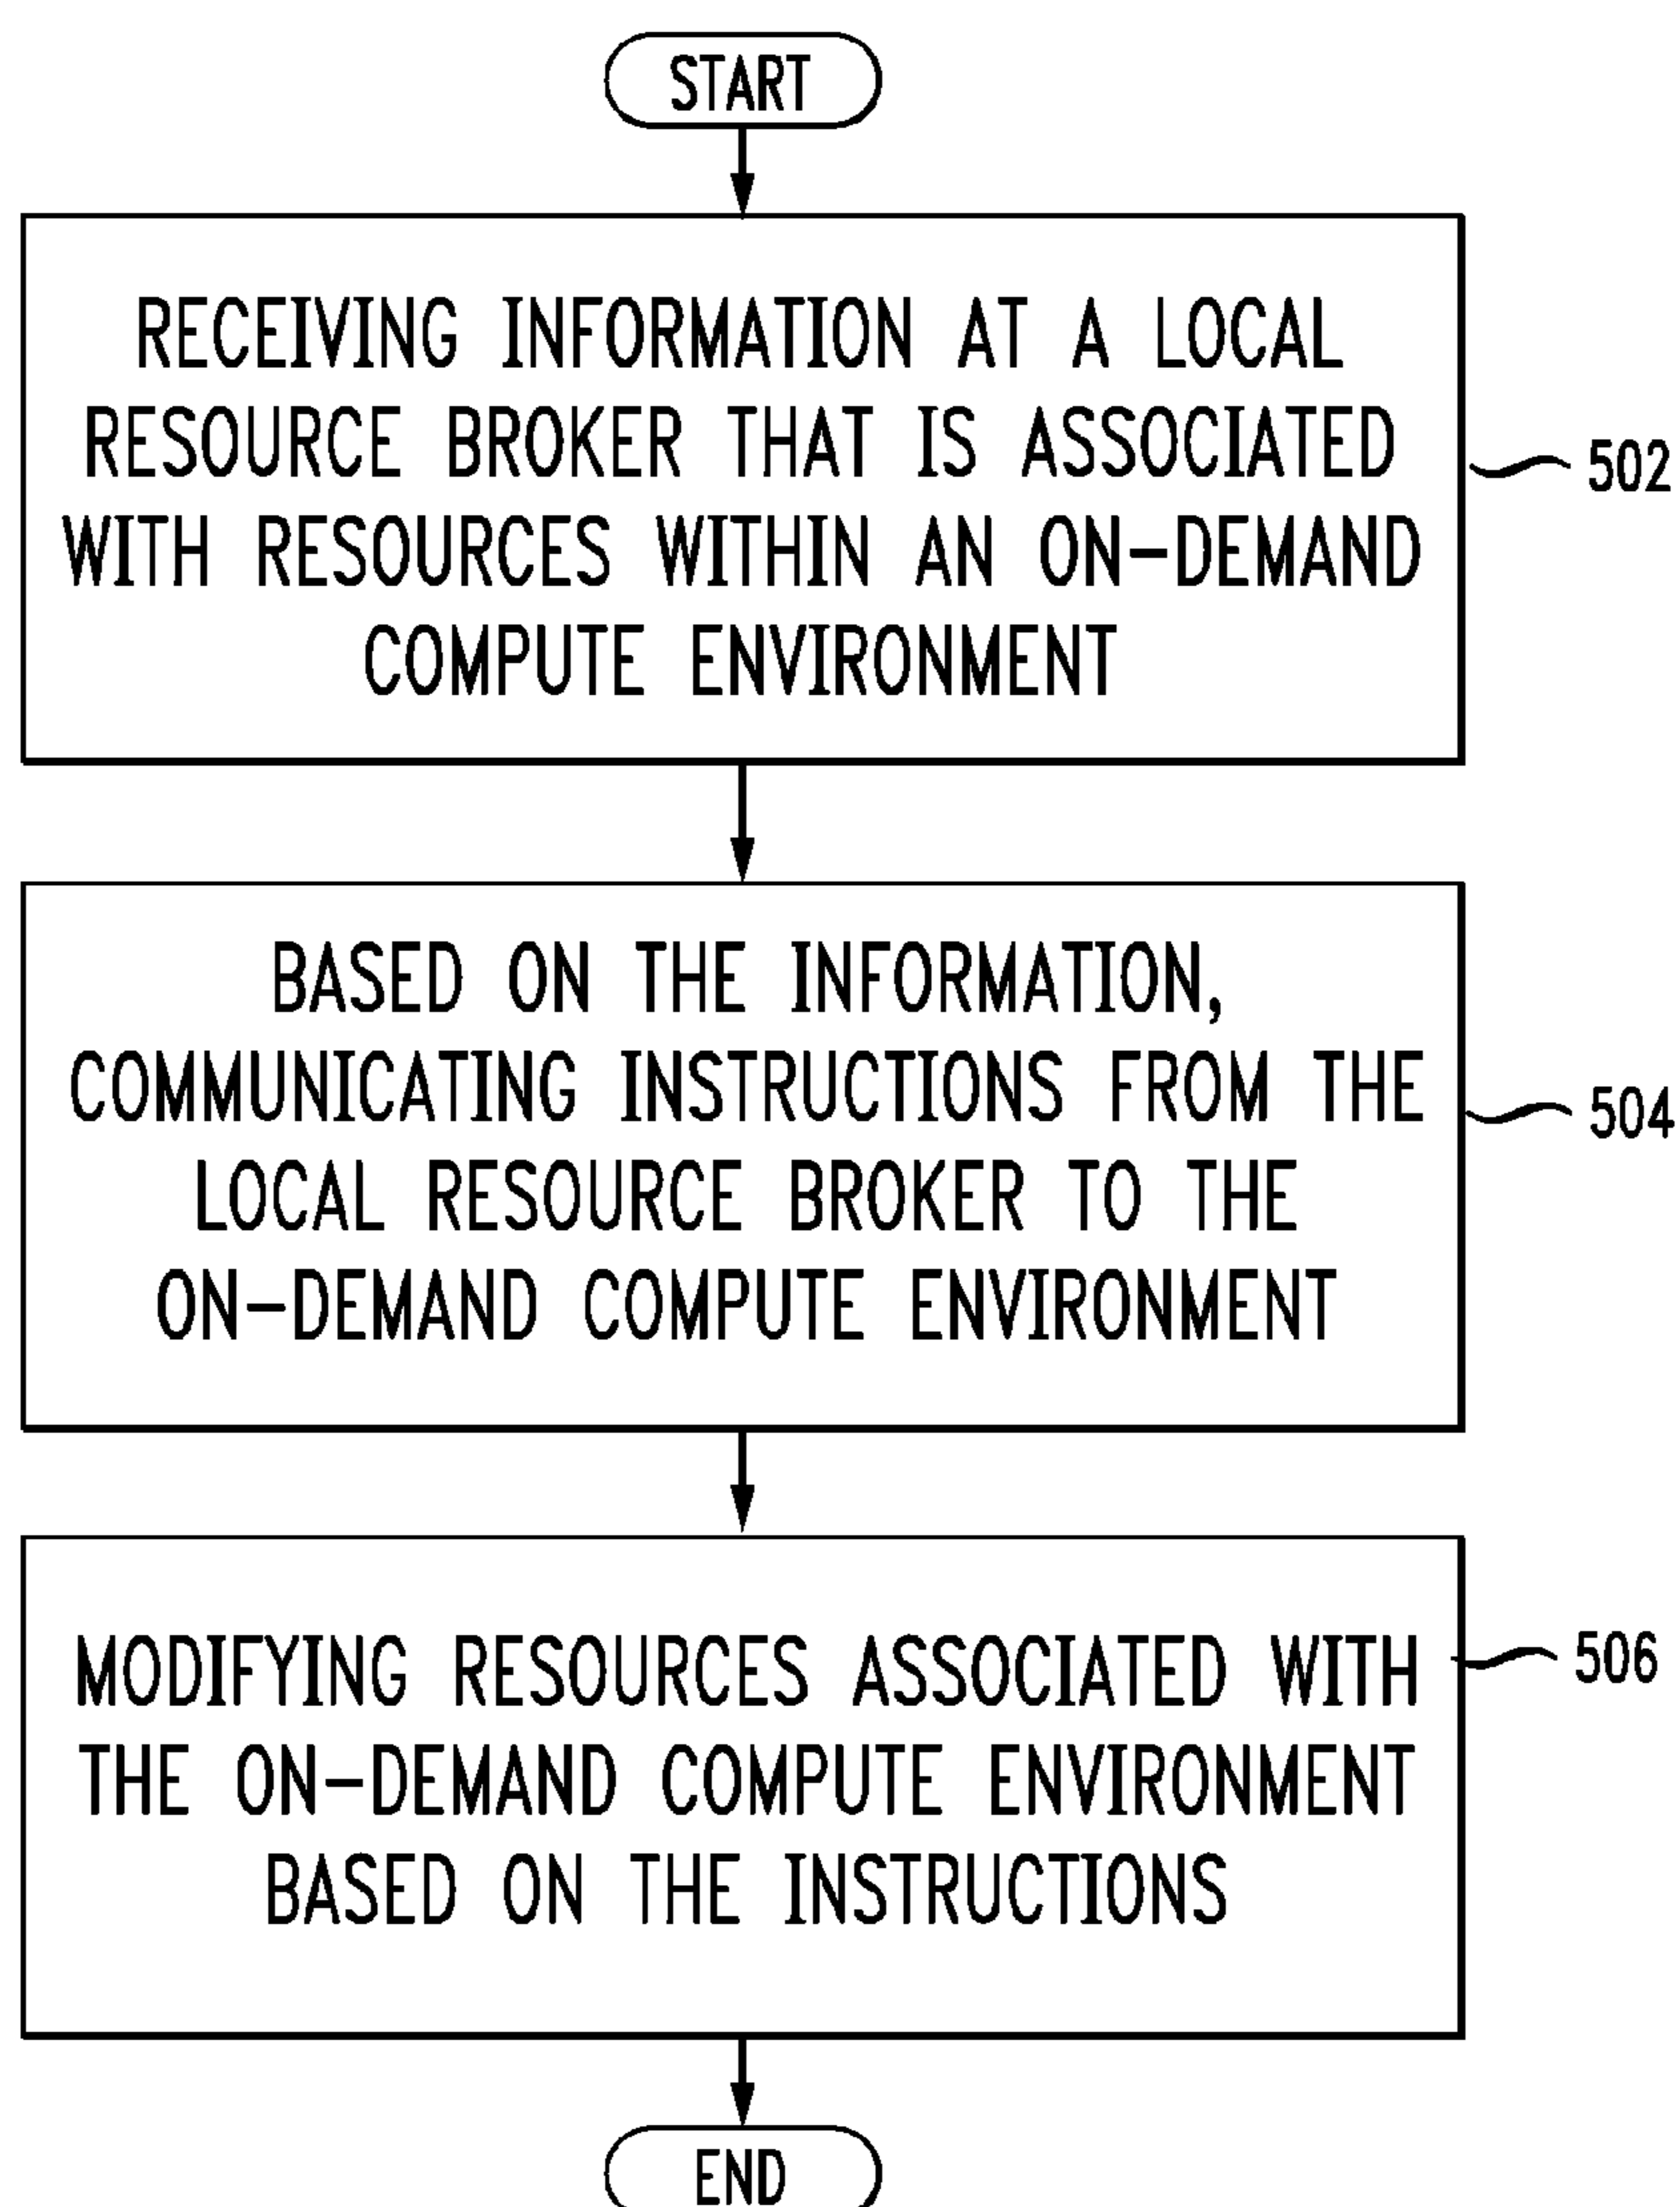 START
RECEIVING INFORMATION AT A LOCAL
RESOURCE BROKER THAT IS ASSOCIATED
WITH RESOURCES WITHIN AN ON-DEMAND
COMPUTE ENVIRONMENT
502
BASED ON THE INFORMATION,
COMMUNICATING INSTRUCTIONS FROM THE
LOCAL RESOURCE BROKER TO THE
ON-DEMAND COMPUTE ENVIRONMENT
504
MODIFYING RESOURCES ASSOCIATED WITH
THE ON-DEMAND COMPUTE ENVIRONMENT
BASED ON THE INSTRUCTIONS
506
END